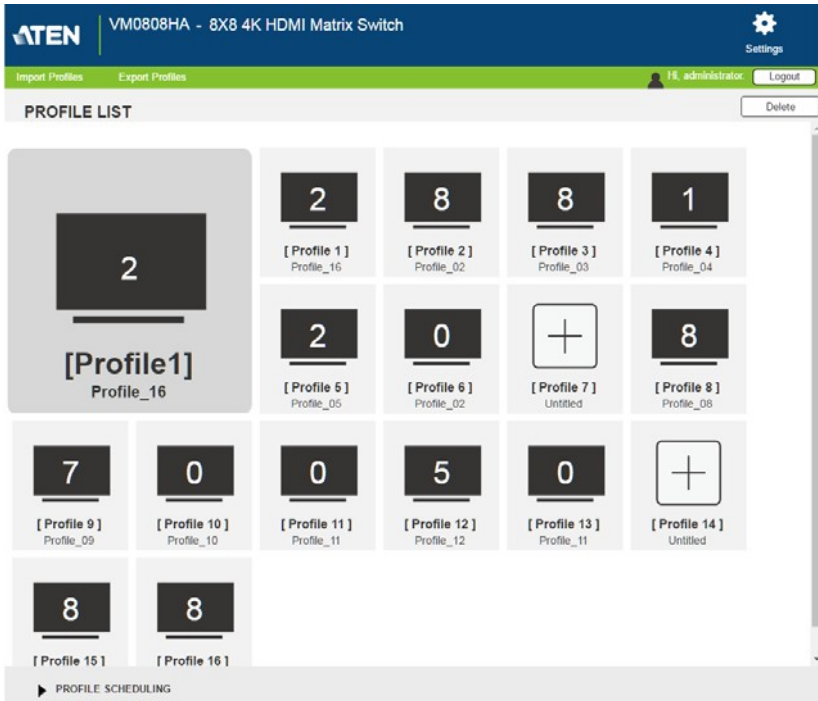 ATEN
VM0808HA - 8X8 4K HDMI Matrix Switch
Settings
Import Profiles
Export Profiles
Hi, administrator.
Logout
PROFILE LIST
Delete
2
[Profile1]
Profile_16
2
[ Profile 1 ]
Profile_16
8
[ Profile 2 ]
Profile_02
8
[ Profile 3 ]
Profile_03
1
[ Profile 4 ]
Profile_04
2
[ Profile 5 ]
Profile_05
0
[ Profile 6 ]
Profile_02
[ Profile 7 ]
Untitled
8
[ Profile 8 ]
Profile_08
7
[ Profile 9 ]
Profile_09
0
[ Profile 10 ]
Profile_10
0
[ Profile 11 ]
Profile_11
5
[ Profile 12 ]
Profile_12
0
[ Profile 13 ]
Profile_11
[ Profile 14 ]
Untitled
8
[ Profile 15 ]
8
[ Profile 16 ]
PROFILE SCHEDULING